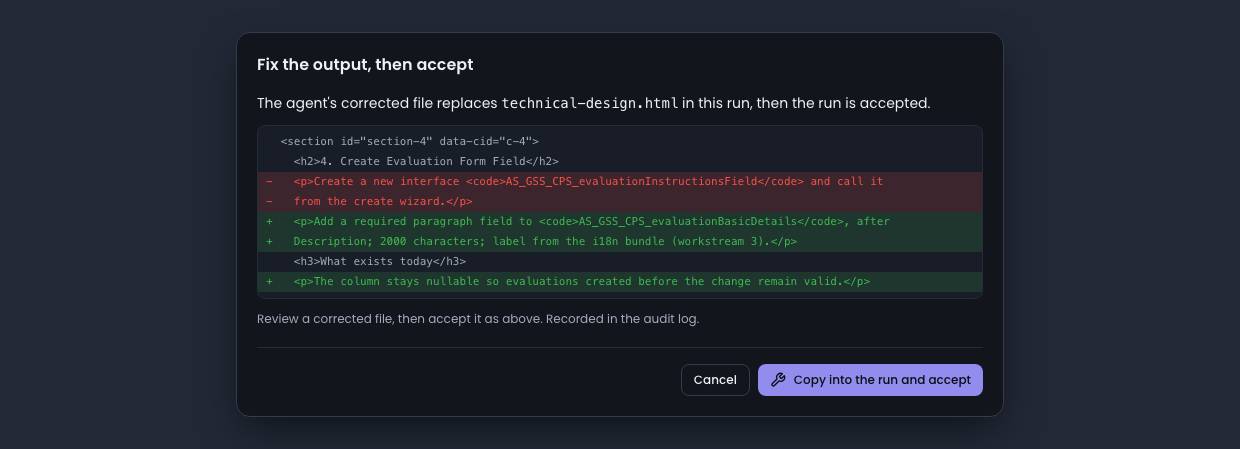 Fix the output, then accept
The agent's corrected file replaces technical-design.html in this run, then the run is accepted.
<section id="section-4" data-cid="c-4">
<h2>4. Create Evaluation Form Field</h2>
− <p>Create a new interface <code>AS_GSS_CPS_evaluationInstructionsField</code> and call it
− from the create wizard.</p>
+ <p>Add a required paragraph field to <code>AS_GSS_CPS_evaluationBasicDetails</code>, after
+ Description; 2000 characters; label from the i18n bundle (workstream 3).</p>
<h3>What exists today</h3>
+ <p>The column stays nullable so evaluations created before the change remain valid.</p>
Review a corrected file, then accept it as above. Recorded in the audit log.
Cancel
Copy into the run and accept